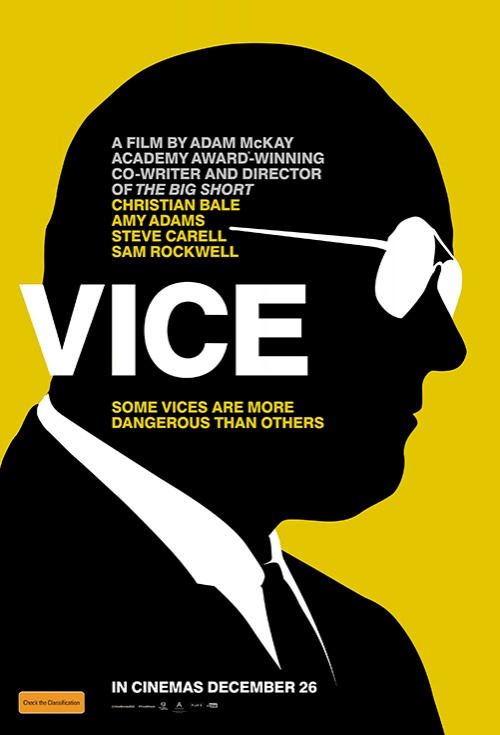 A FILM BY ADAM McKAY
ACADEMY AWARD®-WINNING
CO-WRITER AND DIRECTOR
OF THE BIG SHORT
CHRISTIAN BALE
AMY ADAMS
STEVE CARELL
SAM ROCKWELL
VICE
SOME VICES ARE MORE
DANGEROUS THAN OTHERS
IN CINEMAS DECEMBER 26
Check the Classification